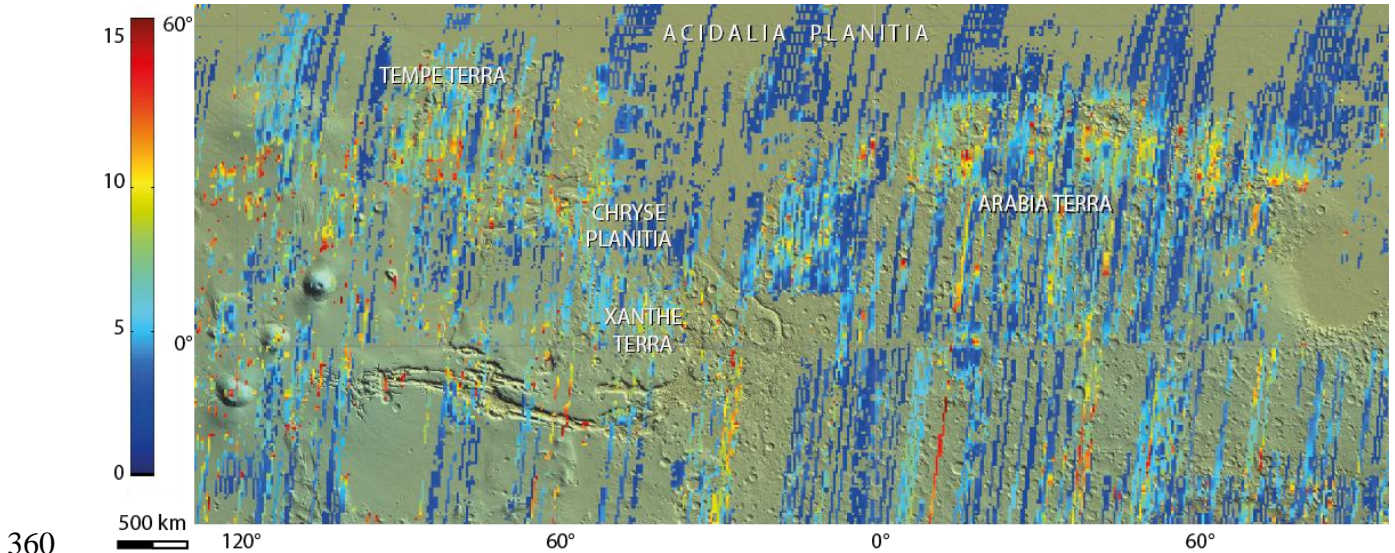 15
10
5
0
60°
0°
ACIDALIA PLANITIA
TEMPE TERRA
CHRYSE
PLANITIA
ARABIA TERRA
XANTHE
TERRA
500 km
120°
60°
0°
60°
360